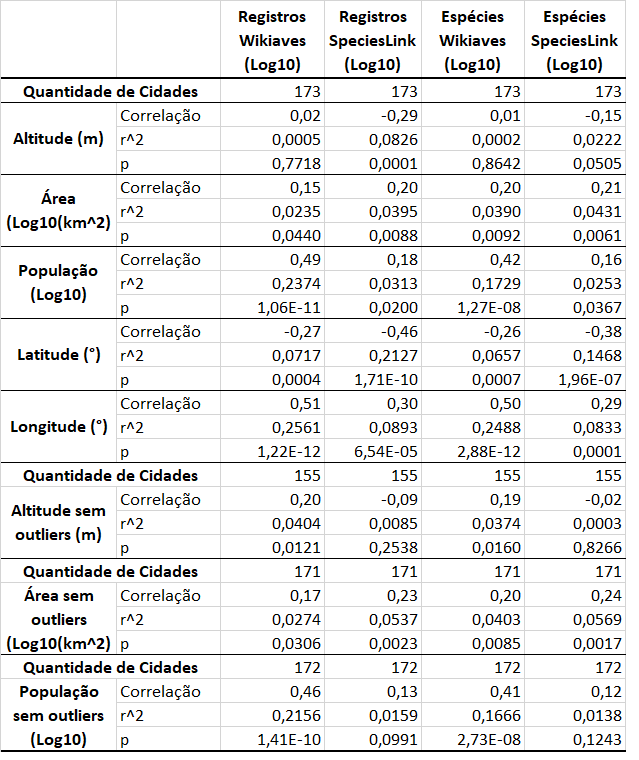 Registros Wikiaves (Log10) Registros SpeciesLink (Log10) Espécies Wikiaves (Log10) Espécies SpeciesLink (Log10)
Quantidade de Cidades 173 173 173 173
Altitude (m) Correlação 0,02 -0,29 0,01 -0,15
r^2 0,0005 0,0826 0,0002 0,0222
p 0,7718 0,0001 0,8642 0,0505
Área (Log10(km^2) Correlação 0,15 0,20 0,20 0,21
r^2 0,0235 0,0395 0,0390 0,0431
p 0,0440 0,0088 0,0092 0,0061
População (Log10) Correlação 0,49 0,18 0,42 0,16
r^2 0,2374 0,0313 0,1729 0,0253
p 1,06E-11 0,0200 1,27E-08 0,0367
Latitude (°) Correlação -0,27 -0,46 -0,26 -0,38
r^2 0,0717 0,2127 0,0657 0,1468
p 0,0004 1,71E-10 0,0007 1,96E-07
Longitude (°) Correlação 0,51 0,30 0,50 0,29
r^2 0,2561 0,0893 0,2488 0,0833
p 1,22E-12 6,54E-05 2,88E-12 0,0001
Quantidade de Cidades 155 155 155 155
Altitude sem outliers (m) Correlação 0,20 -0,09 0,19 -0,02
r^2 0,0404 0,0085 0,0374 0,0003
p 0,0121 0,2538 0,0160 0,8266
Quantidade de Cidades 171 171 171 171
Área sem outliers (Log10(km^2) Correlação 0,17 0,23 0,20 0,24
r^2 0,0274 0,0537 0,0403 0,0569
p 0,0306 0,0023 0,0085 0,0017
Quantidade de Cidades 172 172 172 172
População sem outliers (Log10) Correlação 0,46 0,13 0,41 0,12
r^2 0,2156 0,0159 0,1666 0,0138
p 1,41E-10 0,0991 2,73E-08 0,1243